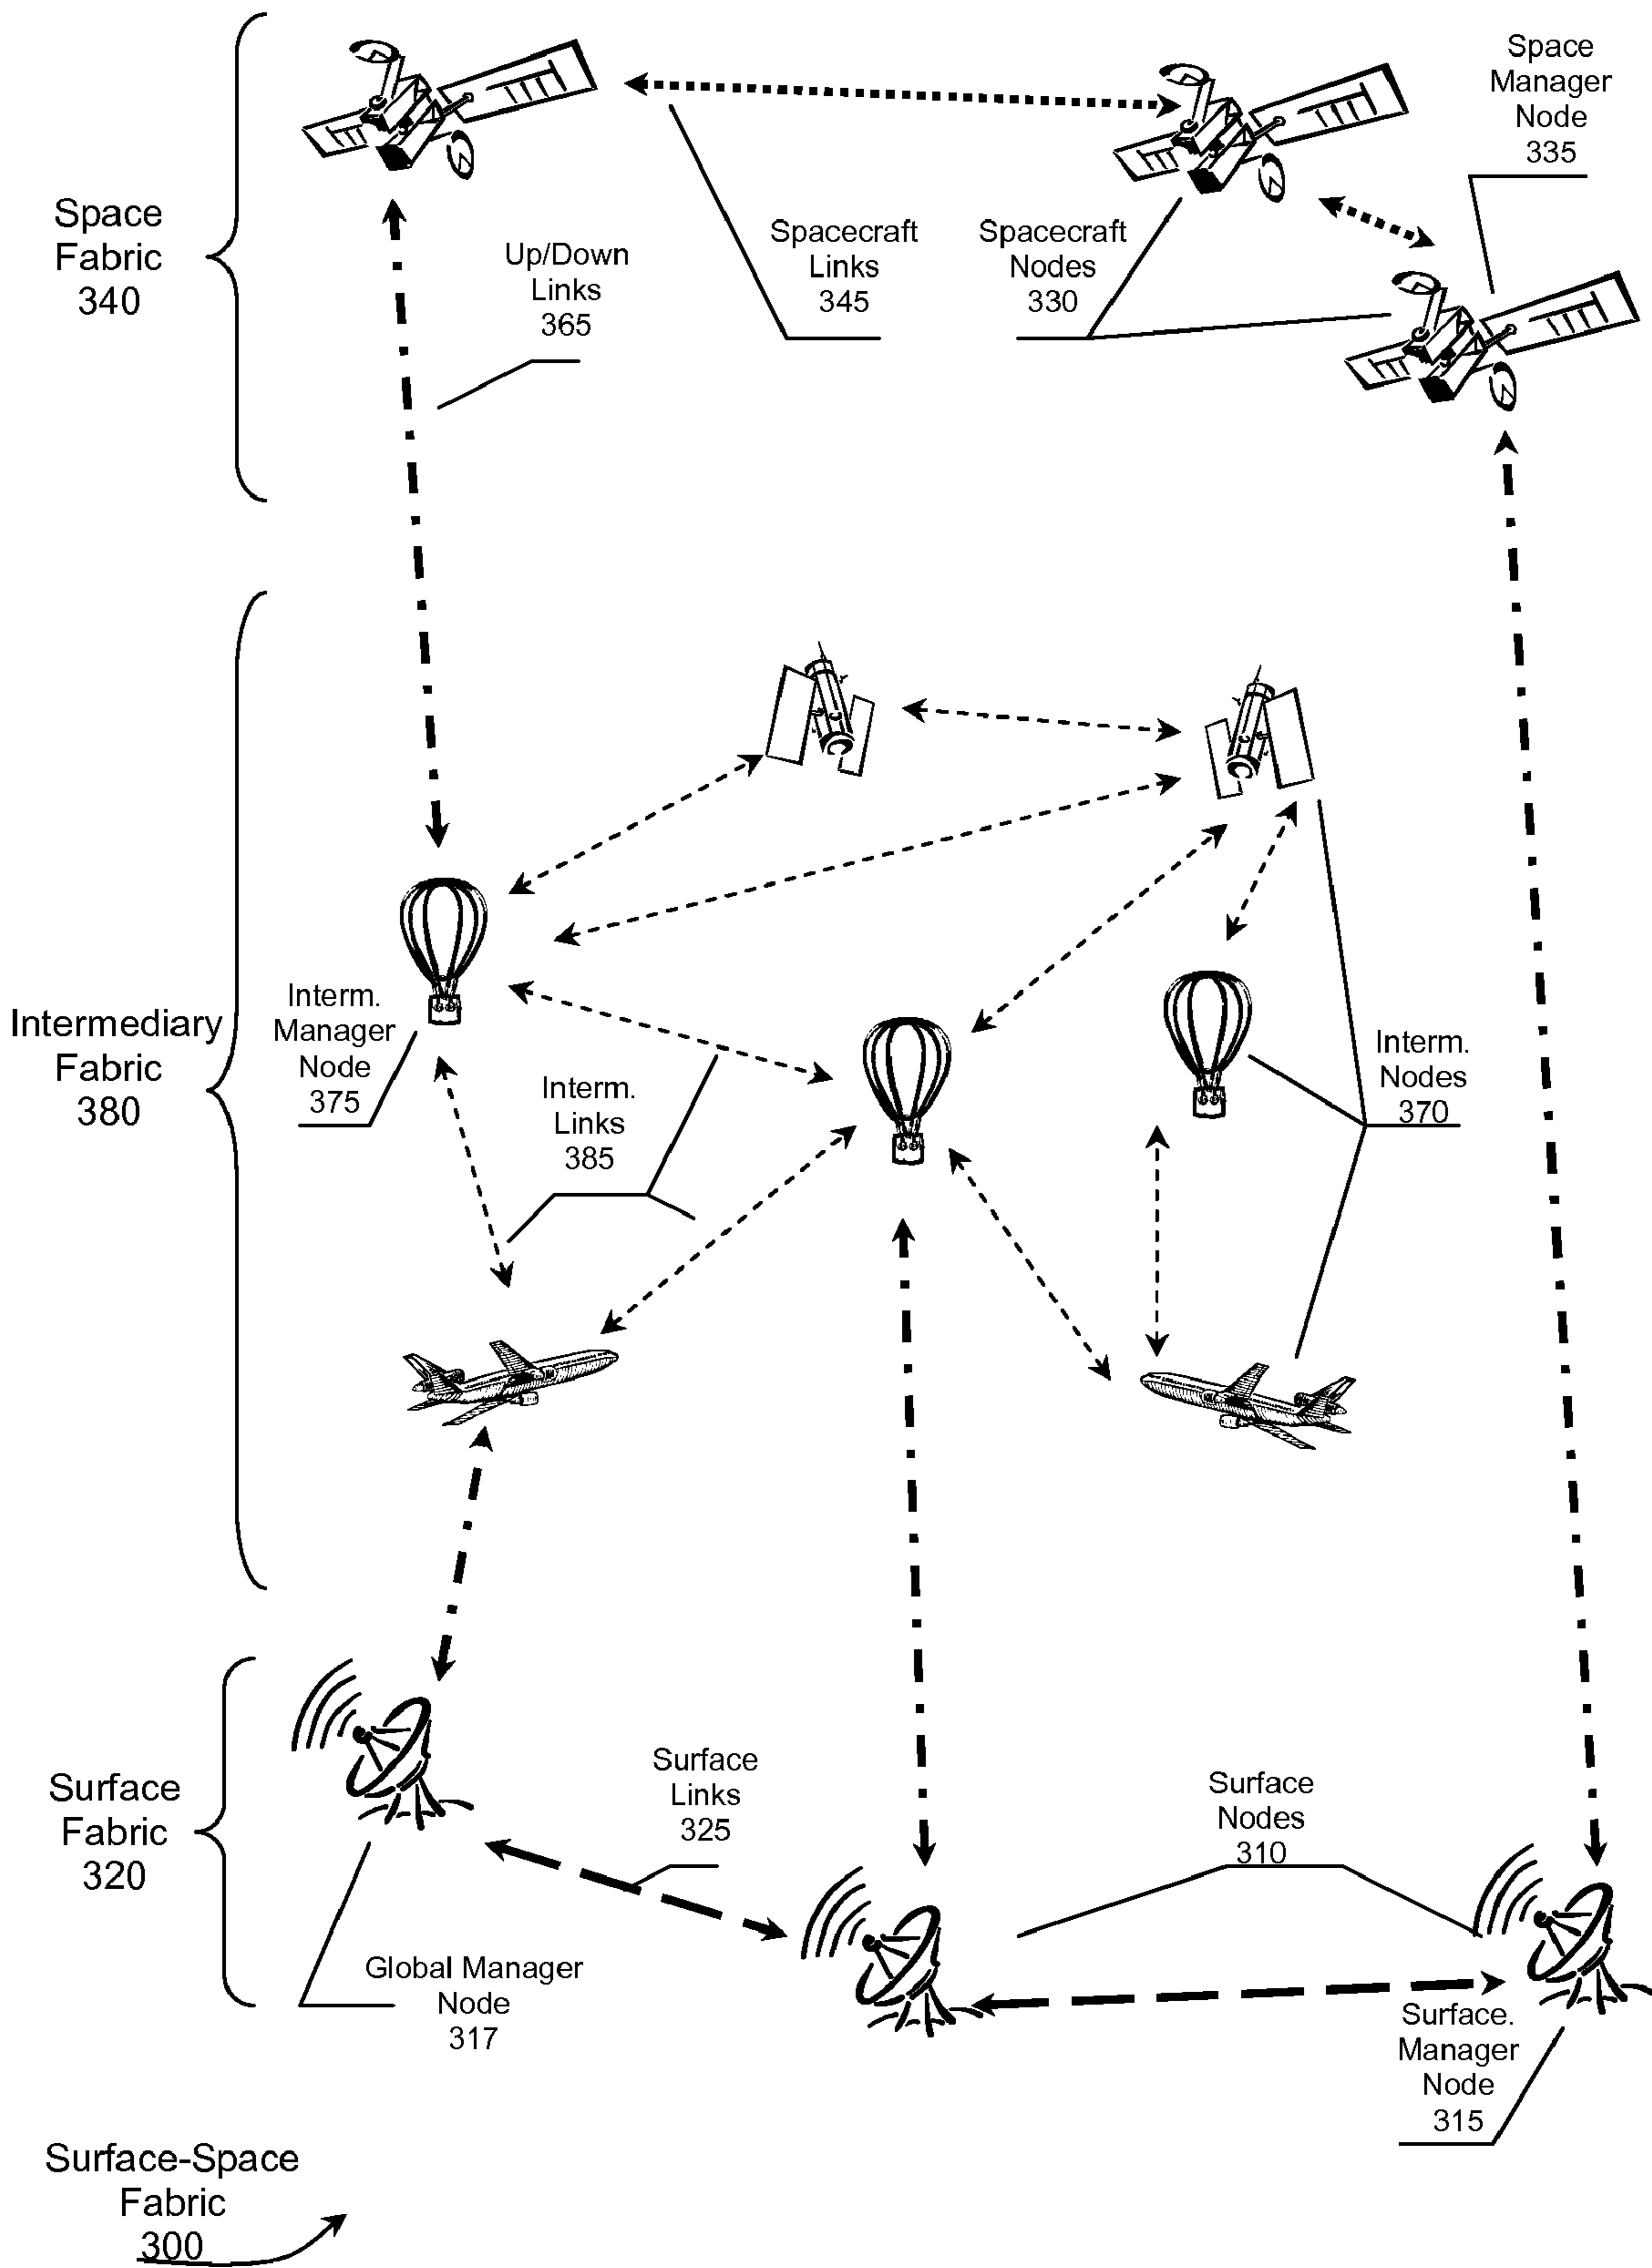 Space
Manager
Node
335
Space
Fabric
340
Up/Down
Links
365
Spacecraft
Links
345
Spacecraft
Nodes
330
Intermediary
Fabric
380
Interm.
Manager
Node
375
Interm.
Links
385
Interm.
Nodes
370
Surface
Fabric
320
Surface
Links
325
Surface
Nodes
310
Global Manager
Node
317
Surface.
Manager
Node
315
Surface-Space
Fabric
300